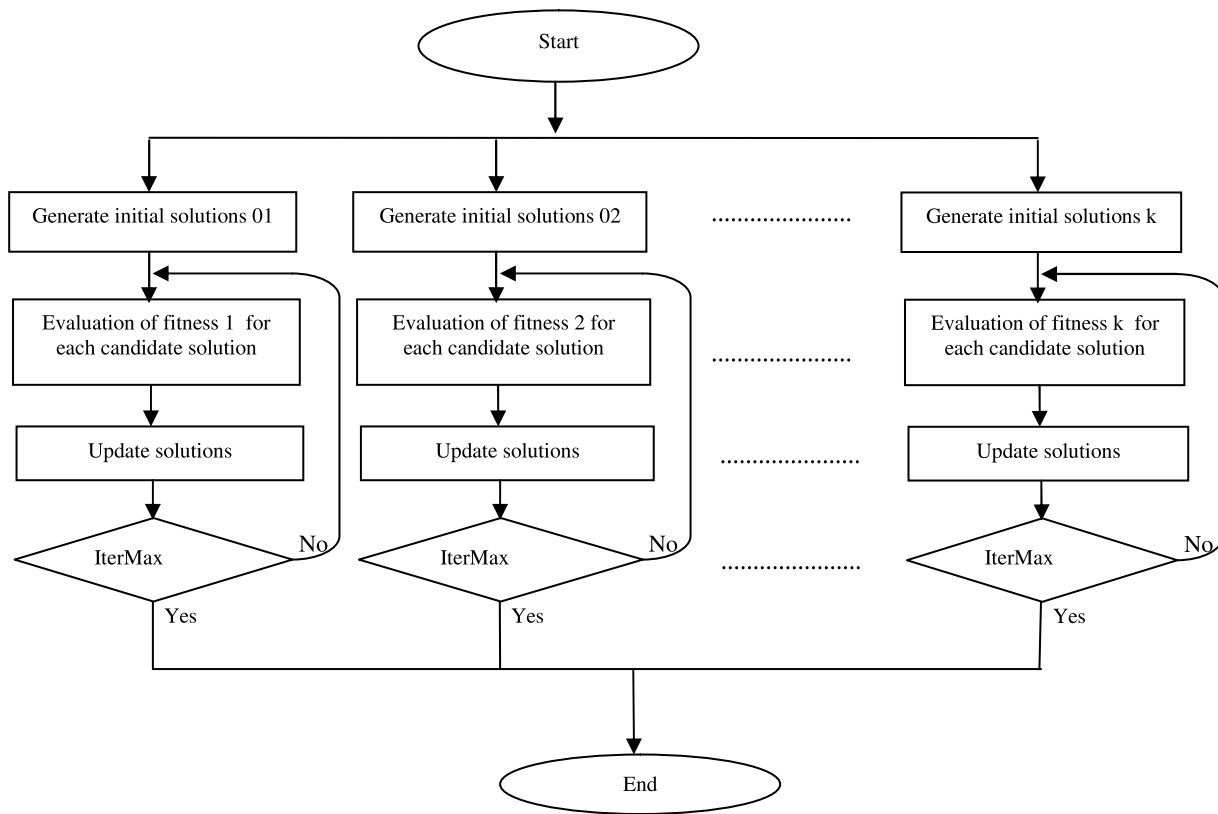 Start
Generate initial solutions 01
Generate initial solutions 02
......................
Generate initial solutions k
Evaluation of fitness 1 for
each candidate solution
Evaluation of fitness 2 for
each candidate solution
......................
Evaluation of fitness k for
each candidate solution
Update solutions
Update solutions
......................
Update solutions
IterMax
No
IterMax
No
......................
IterMax
No
Yes
Yes
Yes
End